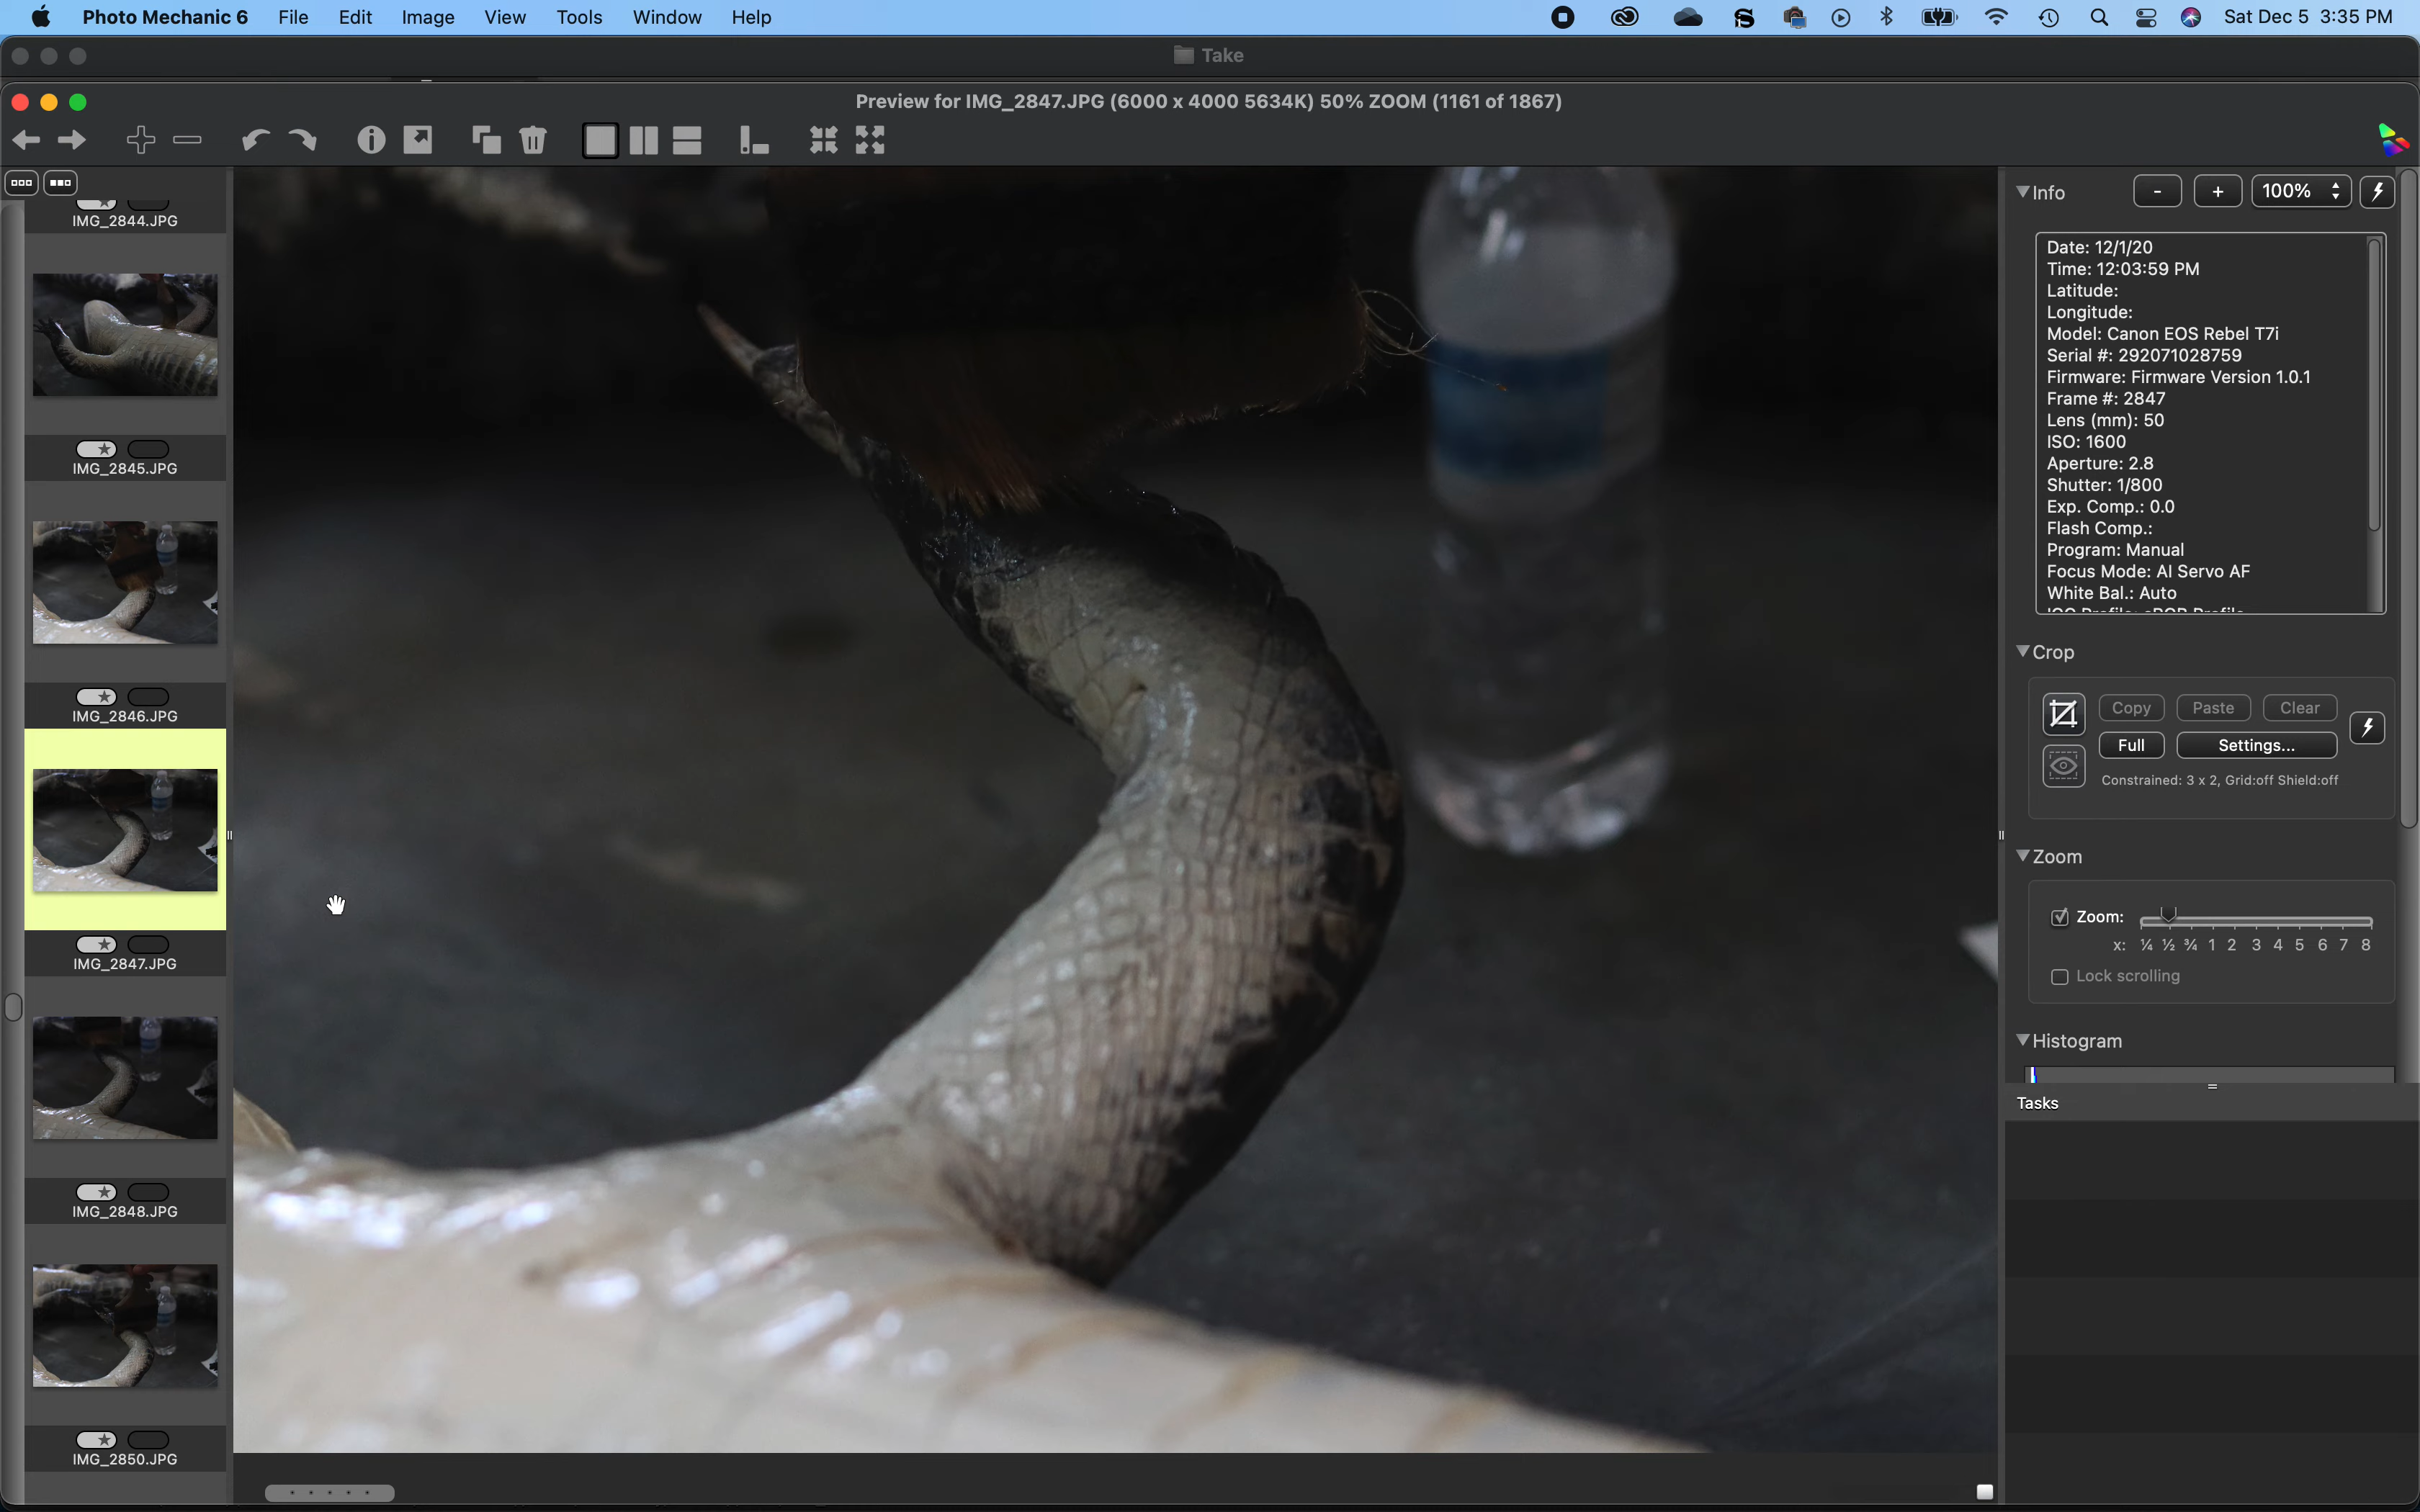 Photo Mechanic 6 File Edit Image View Tools Window Help Sat Dec 5 3:35 PM
Take
Preview for IMG_2847.JPG (6000 x 4000 5634K) 50% ZOOM (1161 of 1867)
IMG_2844.JPG
IMG_2845.JPG
IMG_2846.JPG
IMG_2847.JPG
IMG_2848.JPG
IMG_2850.JPG
Info - + 100%
Date: 12/1/20
Time: 12:03:59 PM
Latitude:
Longitude:
Model: Canon EOS Rebel T7i
Serial #: 292071028759
Firmware: Firmware Version 1.0.1
Frame #: 2847
Lens (mm): 50
ISO: 1600
Aperture: 2.8
Shutter: 1/800
Exp. Comp.: 0.0
Flash Comp.:
Program: Manual
Focus Mode: AI Servo AF
White Bal.: Auto
Crop
Copy Paste Clear
Full Settings...
Constrained: 3 x 2, Grid:off Shield:off
Zoom
Zoom:
x: ¼ ½ ¾ 1 2 3 4 5 6 7 8
Lock scrolling
Histogram
Tasks